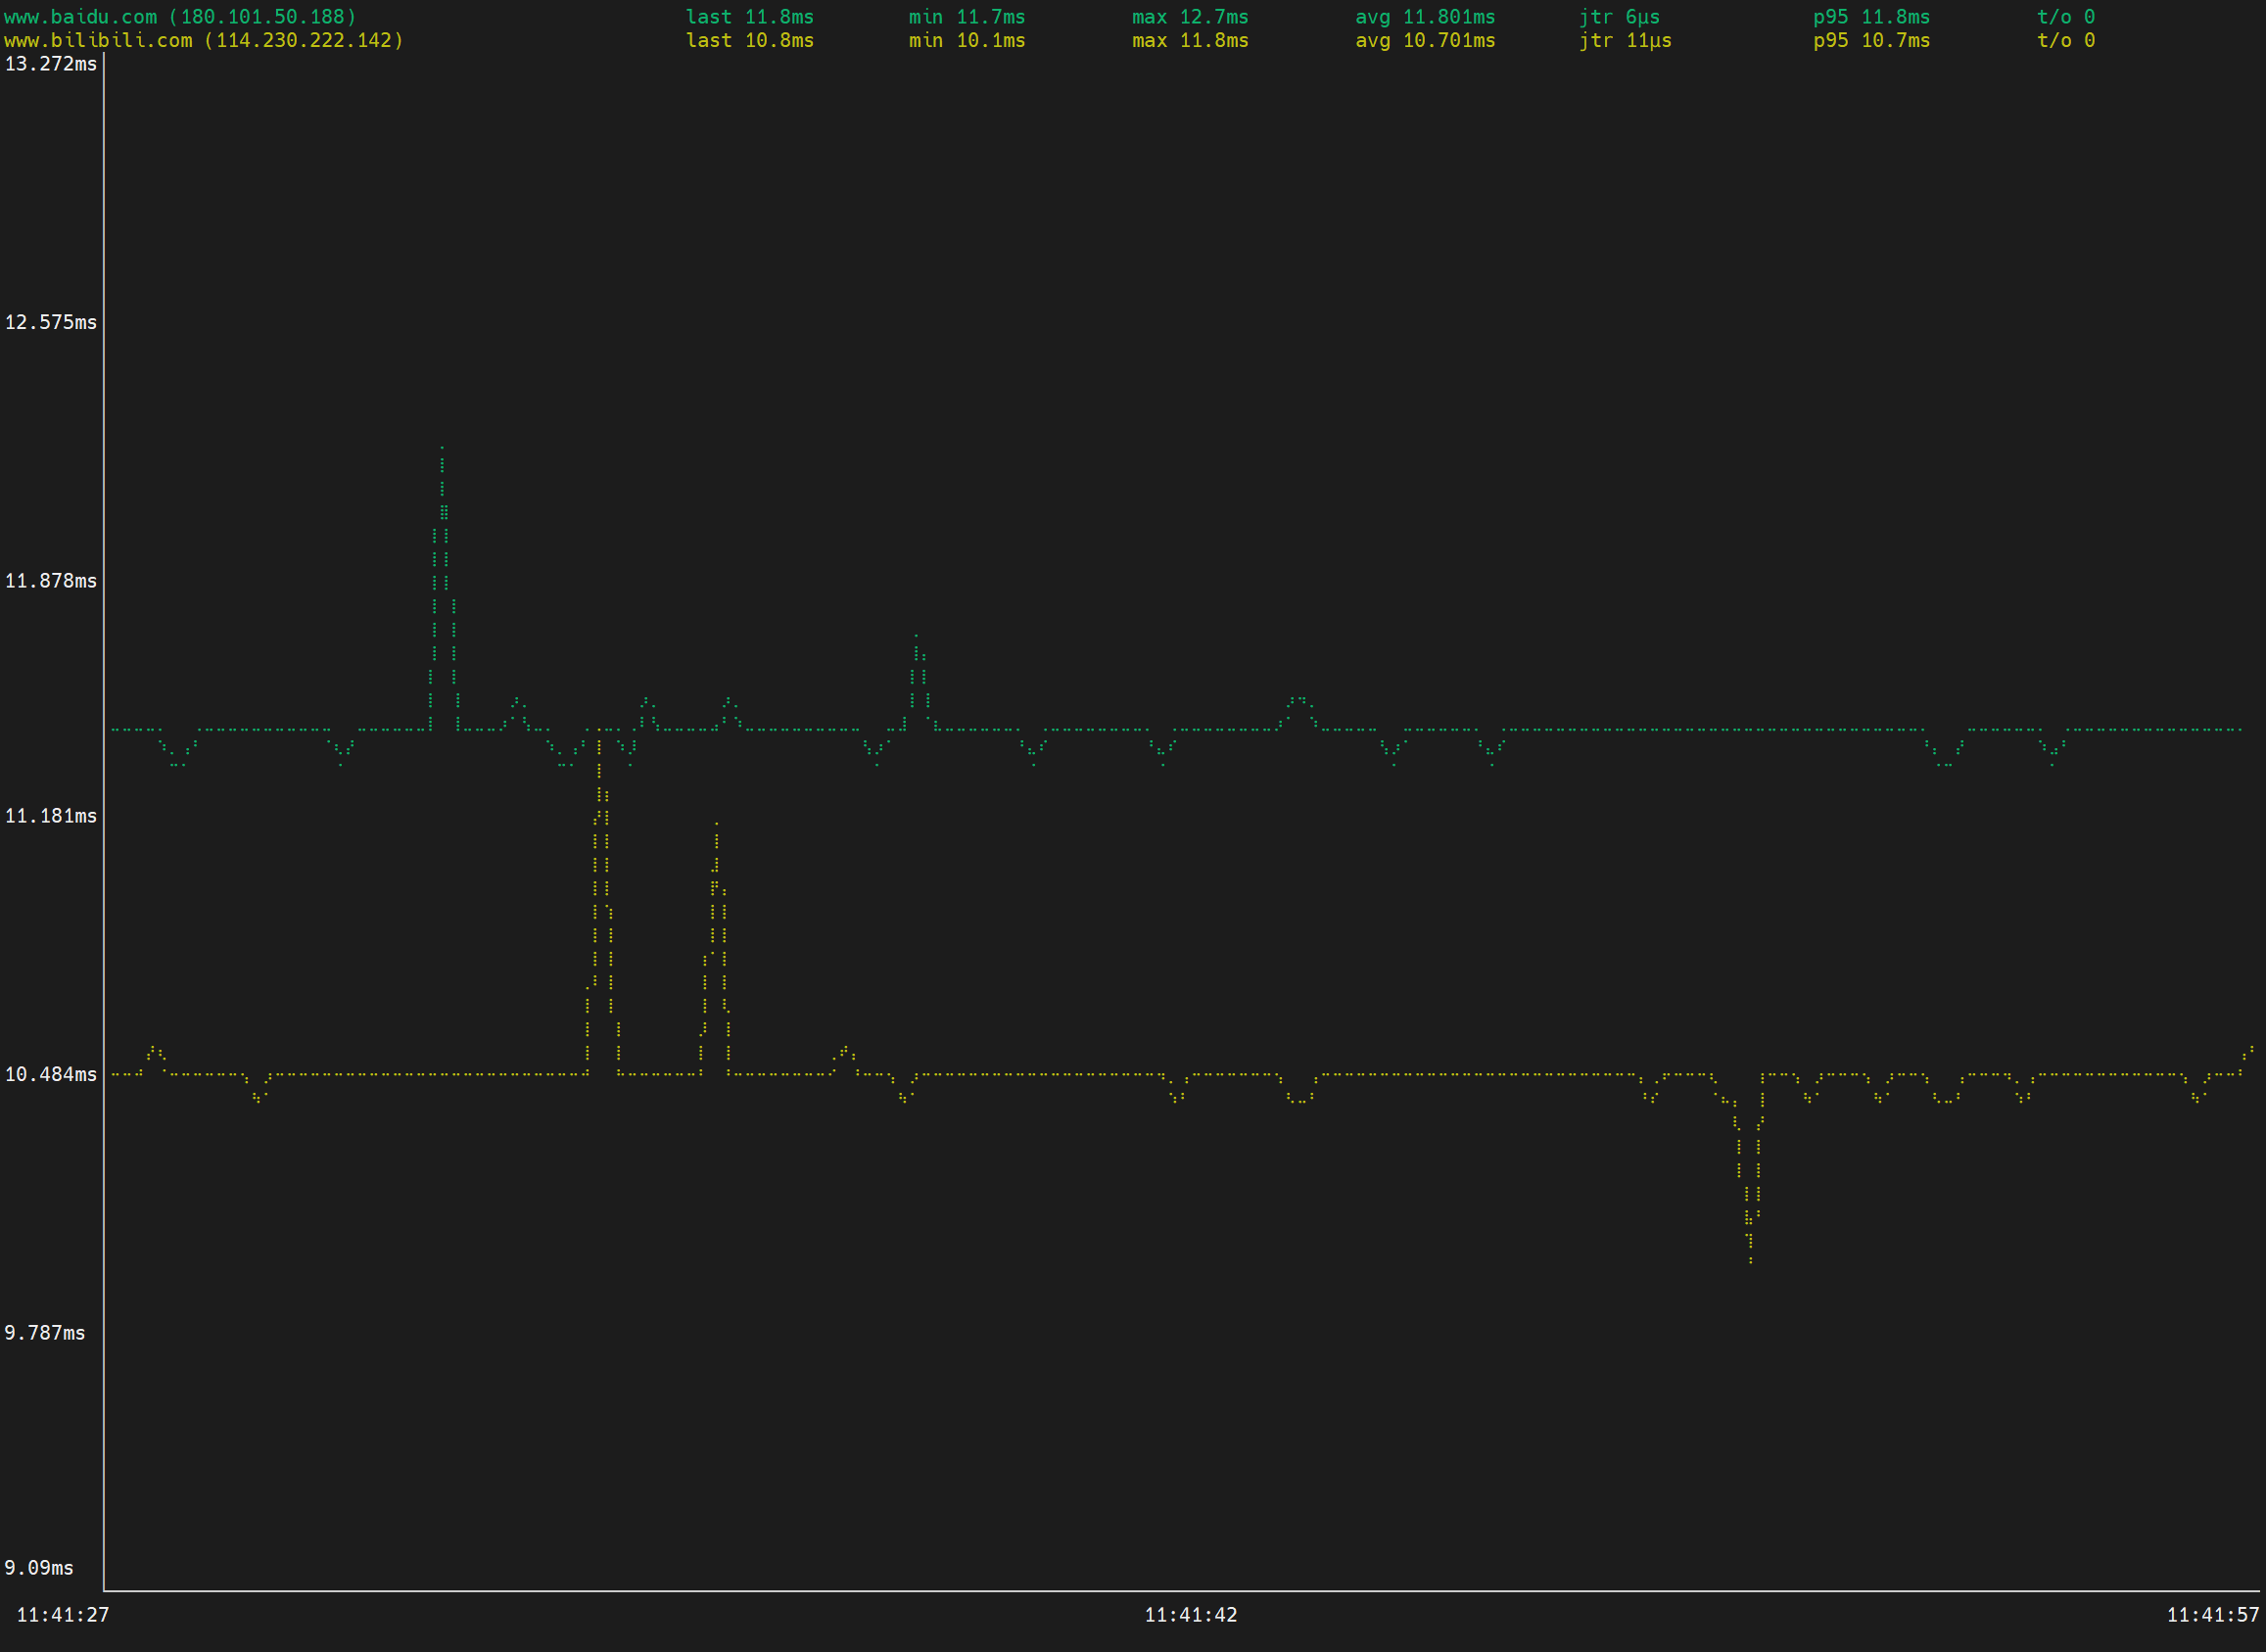 www.baidu.com (180.101.50.188) last 11.8ms min 11.7ms max 12.7ms avg 11.801ms jtr 6µs p95 11.8ms t/o 0
www.bilibili.com (114.230.222.142) last 10.8ms min 10.1ms max 11.8ms avg 10.701ms jtr 11µs p95 10.7ms t/o 0
13.272ms
12.575ms
11.878ms
11.181ms
10.484ms
9.787ms
9.09ms
11:41:27 11:41:42 11:41:57